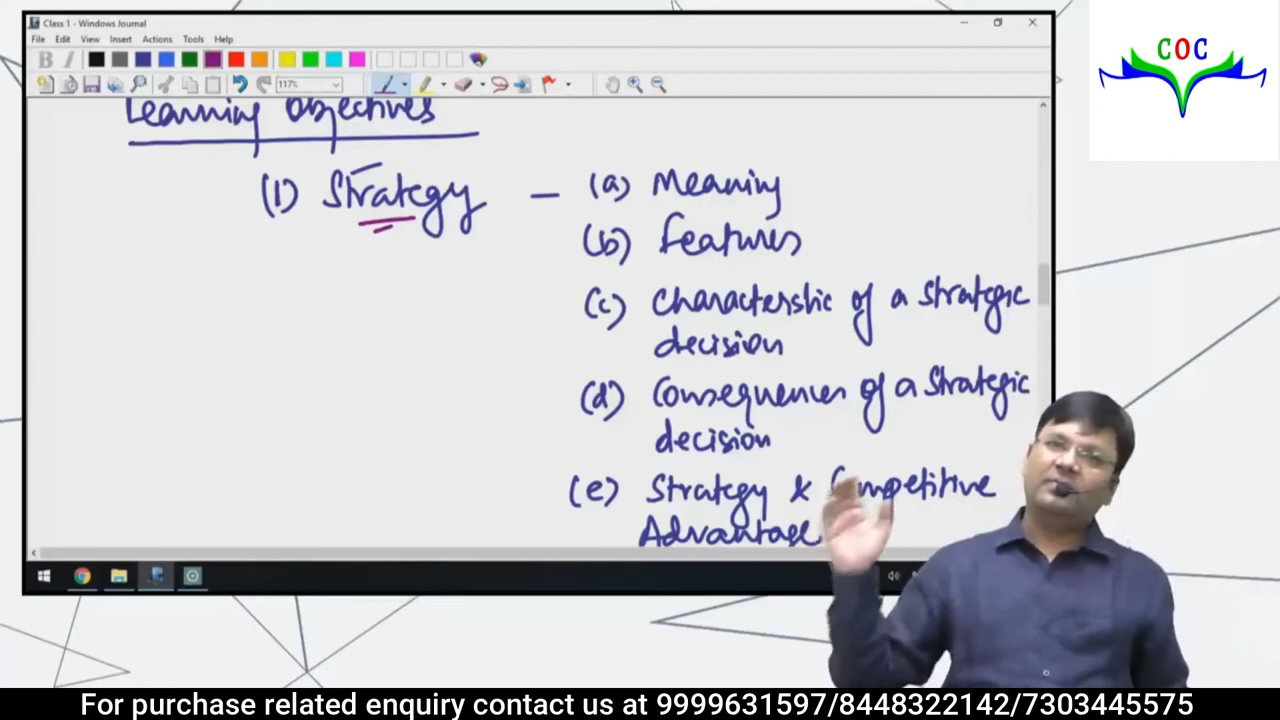 Class 1 - Windows Journal
File Edit View Insert Actions Tools Help
B I
117%
COC
Learning Objectives
(1) Strategy - (a) Meaning
(b) Features
(c) Characterstic of a Strategic
decision
(d) Consequences of a Strategic
decision
(e) Strategy & Competitive
Advantage
For purchase related enquiry contact us at 9999631597/8448322142/7303445575